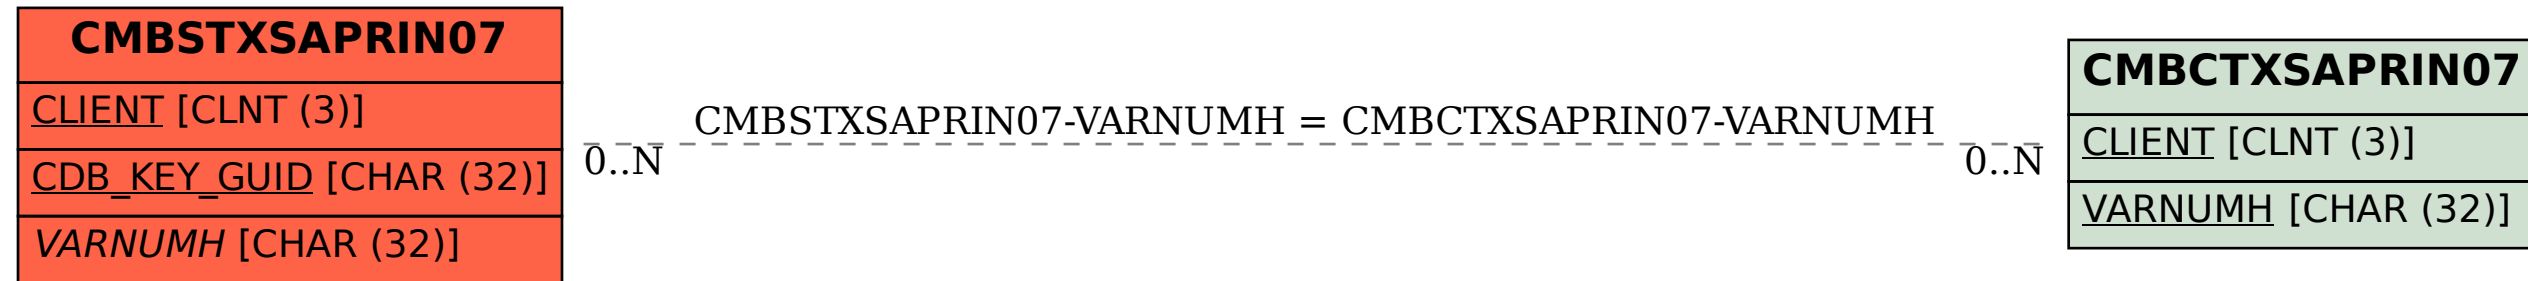 CMBSTXSAPRIN07
CLIENT [CLNT (3)]
CDB_KEY_GUID [CHAR (32)]
VARNUMH [CHAR (32)]
CMBSTXSAPRIN07-VARNUMH = CMBCTXSAPRIN07-VARNUMH
0..N
0..N
CMBCTXSAPRIN07
CLIENT [CLNT (3)]
VARNUMH [CHAR (32)]